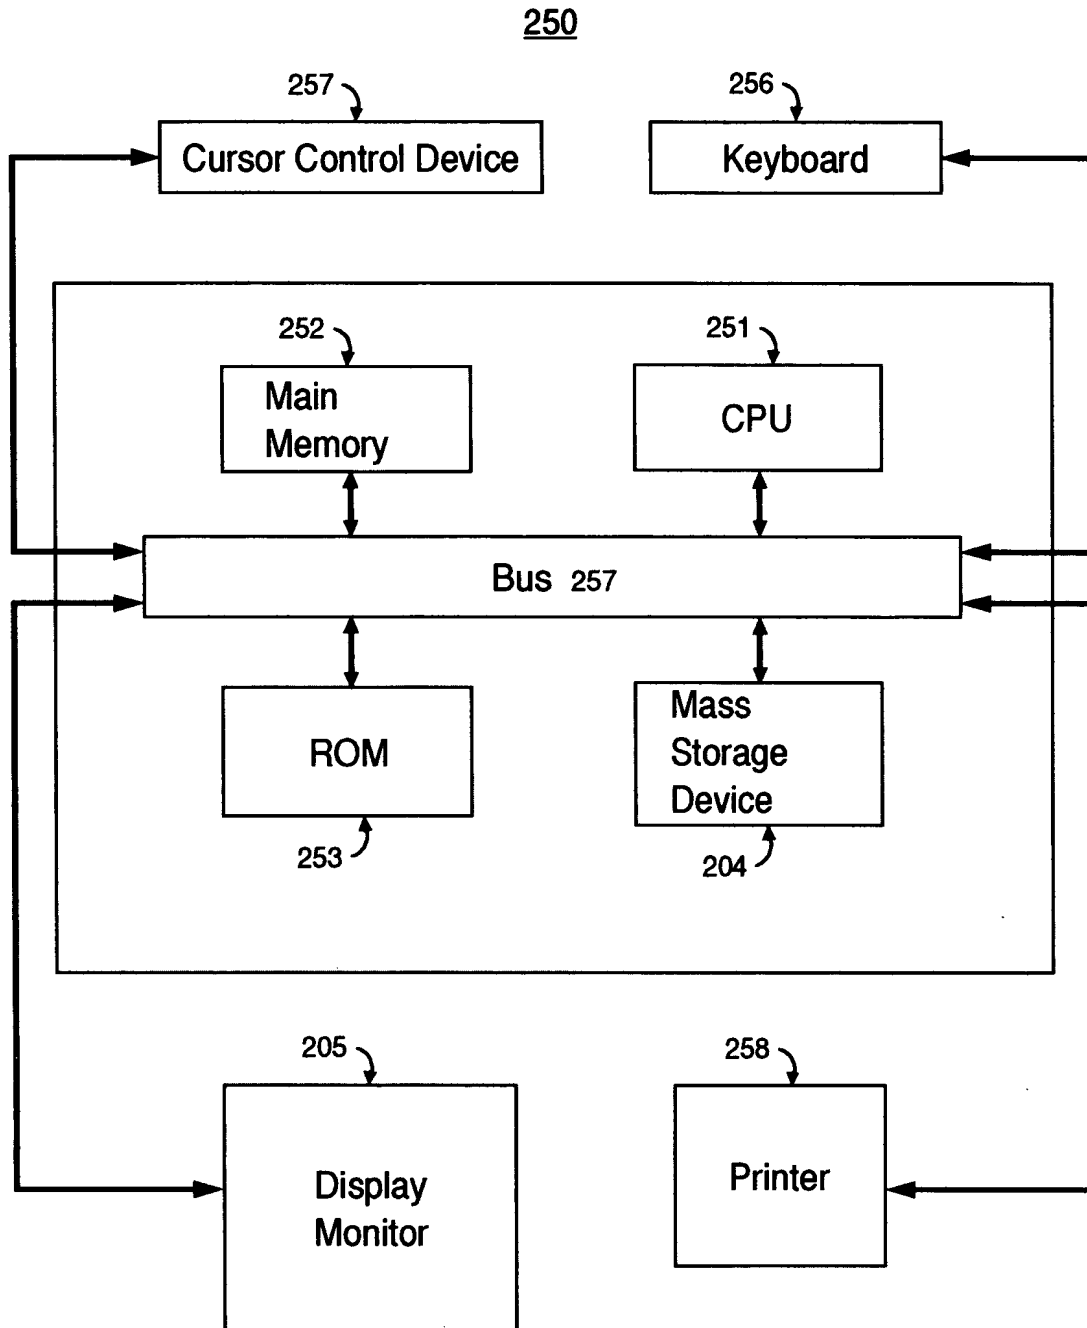 250
257
256
Cursor Control Device
Keyboard
252
251
Main
Memory
CPU
Bus 257
ROM
Mass
Storage
Device
253
204
205
258
Display
Monitor
Printer